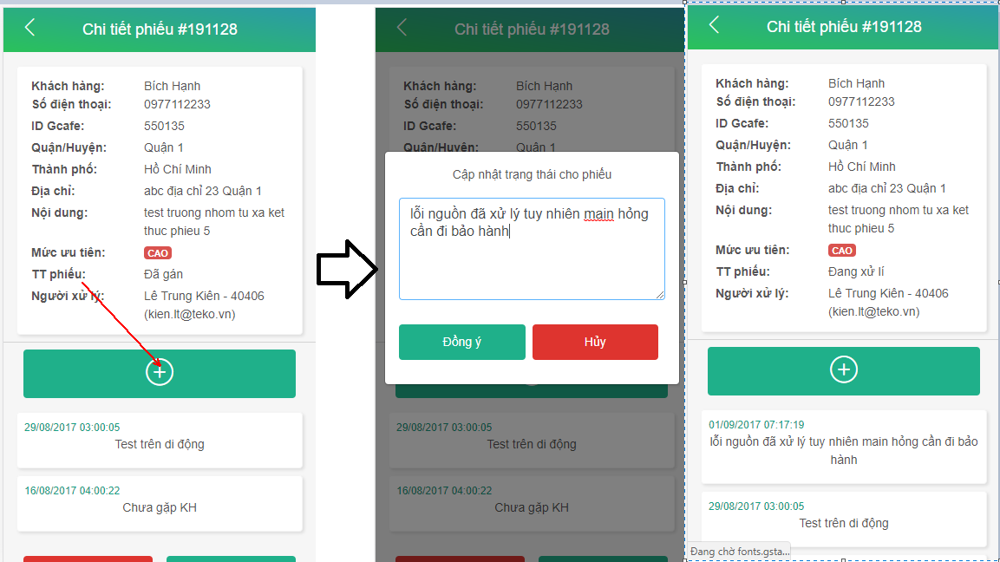 Chi tiết phiếu #191128
Khách hàng: Bích Hạnh
Số điện thoại: 0977112233
ID Gcafe: 550135
Quận/Huyện: Quận 1
Thành phố: Hồ Chí Minh
Địa chỉ: abc địa chỉ 23 Quận 1
Nội dung: test truong nhom tu xa ket
thuc phieu 5
Mức ưu tiên: CAO
TT phiếu: Đã gán
Người xử lý: Lê Trung Kiên - 40406
(kien.lt@teko.vn)
29/08/2017 03:00:05
Test trên di động
16/08/2017 04:00:22
Chưa gặp KH
Chi tiết phiếu #191128
Khách hàng: Bích Hạnh
Số điện thoại: 0977112233
ID Gcafe: 550135
Quận/Huyện: Quận 1
Cập nhật trạng thái cho phiếu
lỗi nguồn đã xử lý tuy nhiên main hỏng
cần đi bảo hành
Đồng ý Hủy
29/08/2017 03:00:05
Test trên di động
16/08/2017 04:00:22
Chưa gặp KH
Chi tiết phiếu #191128
Khách hàng: Bích Hạnh
Số điện thoại: 0977112233
ID Gcafe: 550135
Quận/Huyện: Quận 1
Thành phố: Hồ Chí Minh
Địa chỉ: abc địa chỉ 23 Quận 1
Nội dung: test truong nhom tu xa ket
thuc phieu 5
Mức ưu tiên: CAO
TT phiếu: Đang xử lí
Người xử lý: Lê Trung Kiên - 40406
(kien.lt@teko.vn)
01/09/2017 07:17:19
lỗi nguồn đã xử lý tuy nhiên main hỏng cần đi bảo
hành
29/08/2017 03:00:05
Test trên di động
Đang chờ fonts.gsta...